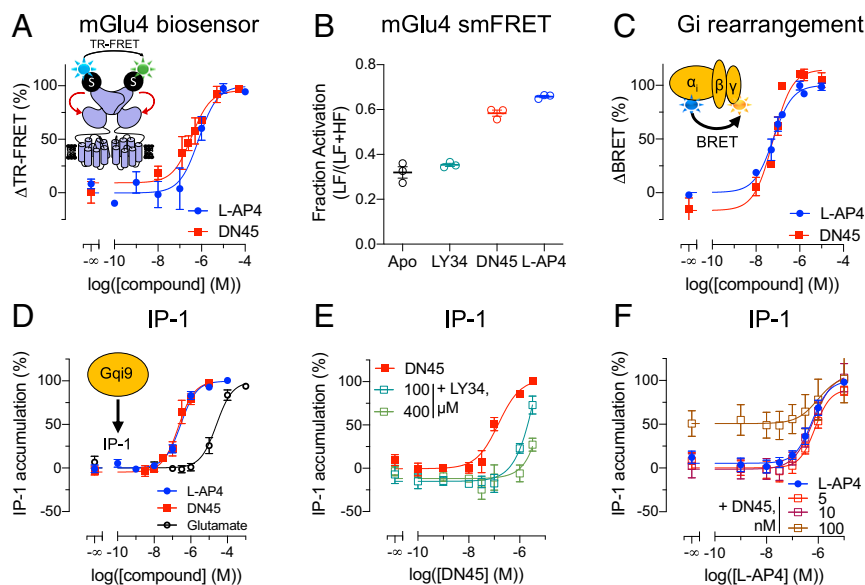 A mGlu4 biosensor
TR-FRET
S S
ΔTR-FRET (%)
100
50
0
L-AP4
DN45
-∞ -10 -8 -6 -4
log([compound] (M))
B mGlu4 smFRET
Fraction Activation
(LF/(LF+HF)
0.8
0.6
0.4
0.2
0.0
Apo LY34 DN45 L-AP4
C Gi rearrangement
αi β γ
BRET
ΔBRET (%)
100
50
0
L-AP4
DN45
-∞ -10 -8 -6 -4
log([compound] (M))
D IP-1
Gqi9
IP-1
IP-1 accumulation (%)
100
50
0
-50
L-AP4
DN45
Glutamate
-∞ -10 -8 -6 -4 -2
log([compound] (M))
E IP-1
DN45
100 + LY34,
400 µM
IP-1 accumulation (%)
100
50
0
-50
-∞ -10 -8 -6
log([DN45] (M))
F IP-1
IP-1 accumulation (%)
100
50
0
-50
L-AP4
+ DN45,
nM
5
10
100
-∞ -10 -8 -6
log([L-AP4] (M))